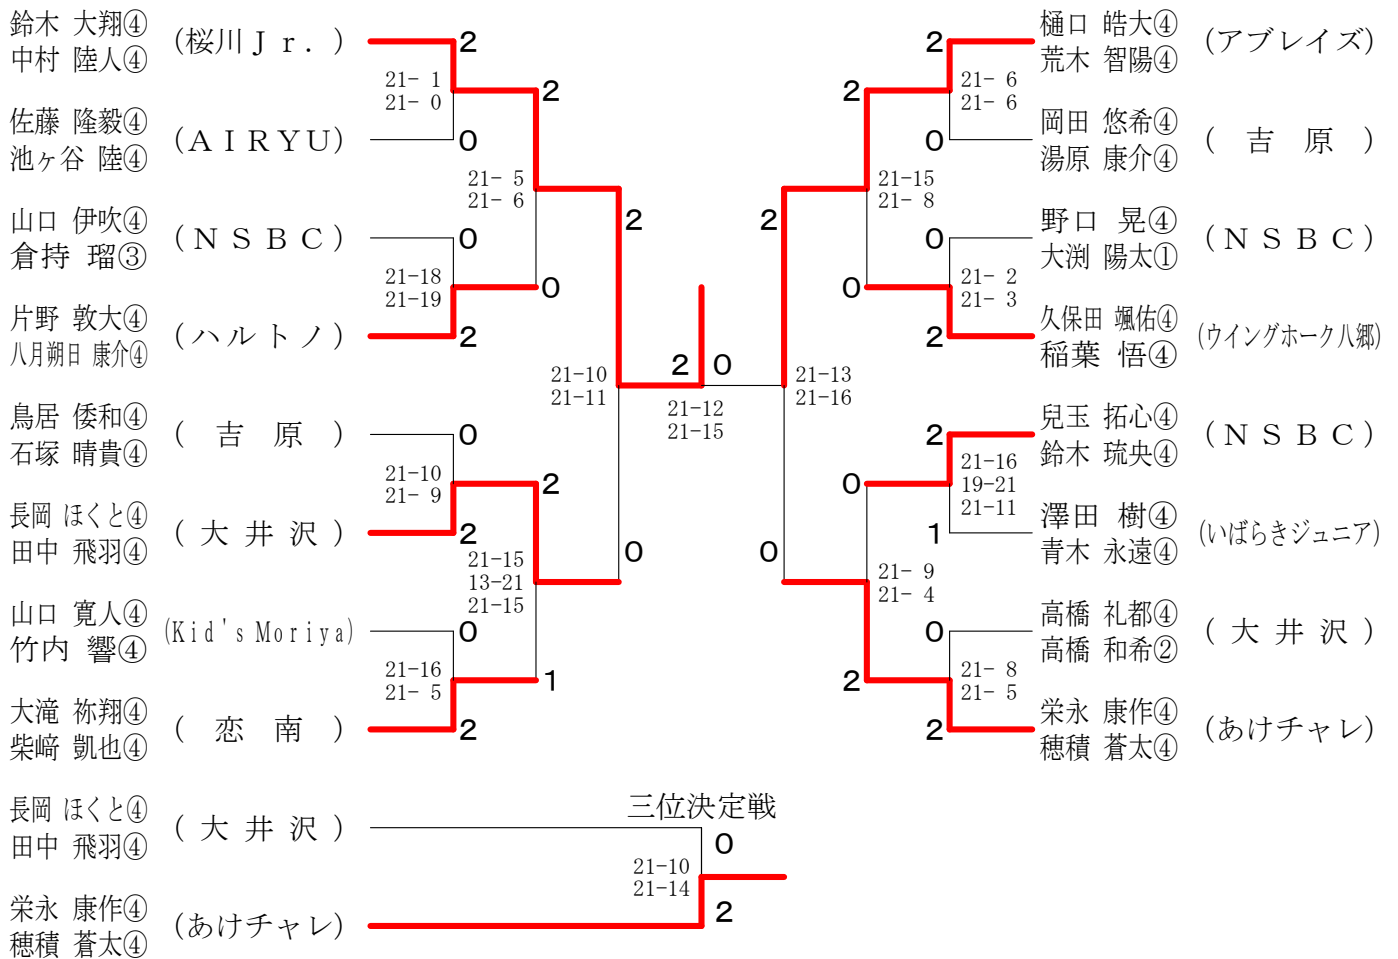 鈴木 大翔④
中村 陸人④
(桜川Ｊｒ．)
2
21- 1
21- 0
2
佐藤 隆毅④
池ヶ谷 陸④
(ＡＩＲＹＵ)
0
21- 5
21- 6
2
山口 伊吹④
倉持 瑠③
(ＮＳＢＣ)
0
21-18
21-19
0
片野 敦大④
八月朔日 康介④
(ハルトノ)
2
21-10
21-11
鳥居 倭和④
石塚 晴貴④
(吉原)
0
21-10
21- 9
2
長岡 ほくと④
田中 飛羽④
(大井沢)
2
21-15
13-21
21-15
0
山口 寛人④
竹内 響④
(Kid's Moriya)
0
21-16
21- 5
1
大滝 祢翔④
柴﨑 凱也④
(恋南)
2
2 0
21-12
21-15
樋口 皓大④
荒木 智陽④
(アブレイズ)
2
21- 6
21- 6
2
岡田 悠希④
湯原 康介④
(吉原)
0
21-15
21- 8
2
野口 晃④
大渕 陽太①
(ＮＳＢＣ)
0
21- 2
21- 3
0
久保田 颯佑④
稲葉 悟④
(ウイングホーク八郷)
2
21-13
21-16
兒玉 拓心④
鈴木 琉央④
(ＮＳＢＣ)
2
21-16
19-21
21-11
0
澤田 樹④
青木 永遠④
(いばらきジュニア)
1
21- 9
21- 4
0
高橋 礼都④
高橋 和希②
(大井沢)
0
21- 8
21- 5
2
栄永 康作④
穂積 蒼太④
(あけチャレ)
2
三位決定戦
長岡 ほくと④
田中 飛羽④
(大井沢)
0
21-10
21-14
栄永 康作④
穂積 蒼太④
(あけチャレ)
2